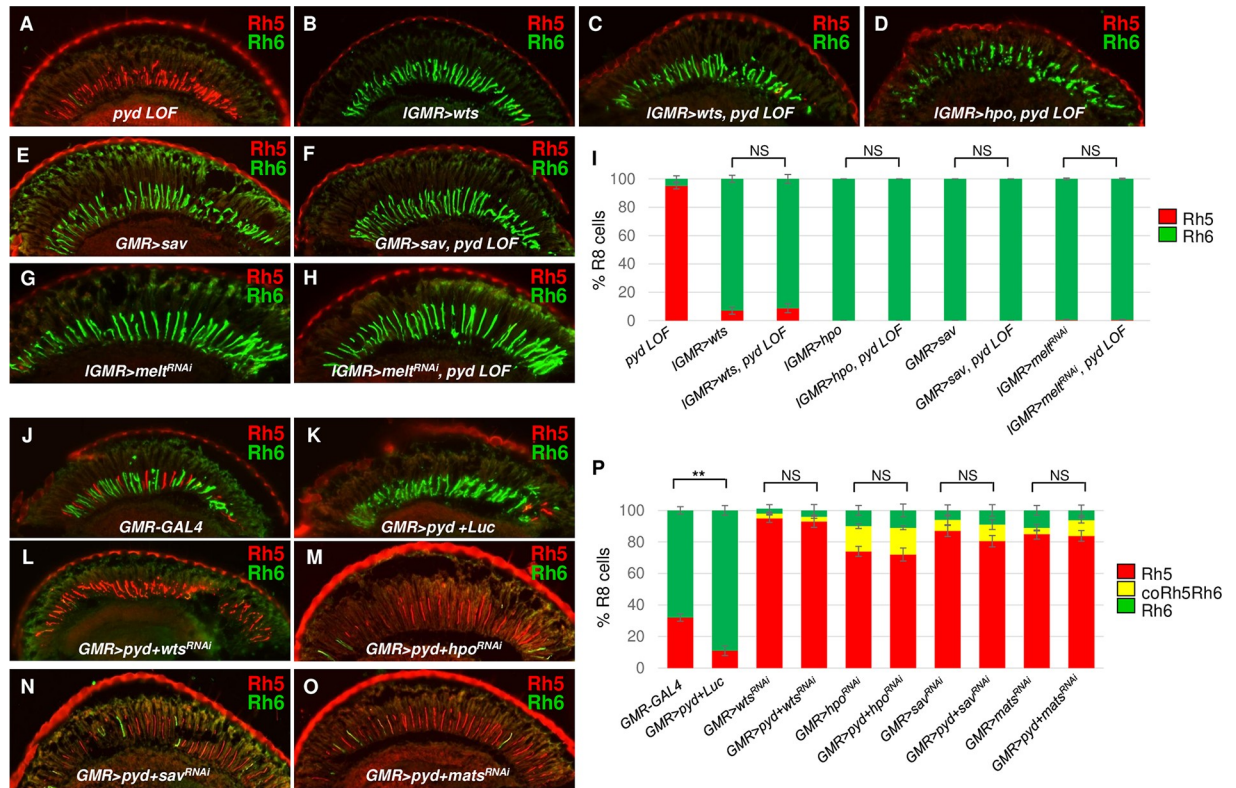 A
Rh5
Rh6
pyd LOF
B
Rh5
Rh6
lGMR>wts
C
Rh5
Rh6
lGMR>wts, pyd LOF
D
Rh5
Rh6
lGMR>hpo, pyd LOF
E
Rh5
Rh6
GMR>sav
F
Rh5
Rh6
GMR>sav, pyd LOF
G
Rh5
Rh6
lGMR>meltRNAi
H
Rh5
Rh6
lGMR>meltRNAi, pyd LOF
I
NS NS NS NS
100
80
60
40
20
0
% R8 cells
pyd LOF
lGMR>wts
lGMR>wts, pyd LOF
lGMR>hpo
lGMR>hpo, pyd LOF
GMR>sav
GMR>sav, pyd LOF
lGMR>meltRNAi
lGMR>meltRNAi, pyd LOF
Rh5
Rh6
J
Rh5
Rh6
GMR-GAL4
K
Rh5
Rh6
GMR>pyd +Luc
L
Rh5
Rh6
GMR>pyd+wtsRNAi
M
Rh5
Rh6
GMR>pyd+hpoRNAi
N
Rh5
Rh6
GMR>pyd+savRNAi
O
Rh5
Rh6
GMR>pyd+matsRNAi
P
** NS NS NS NS
100
80
60
40
20
0
% R8 cells
GMR-GAL4
GMR>pyd+Luc
GMR>wtsRNAi
GMR>pyd+wtsRNAi
GMR>hpoRNAi
GMR>pyd+hpoRNAi
GMR>savRNAi
GMR>pyd+savRNAi
GMR>matsRNAi
GMR>pyd+matsRNAi
Rh5
coRh5Rh6
Rh6